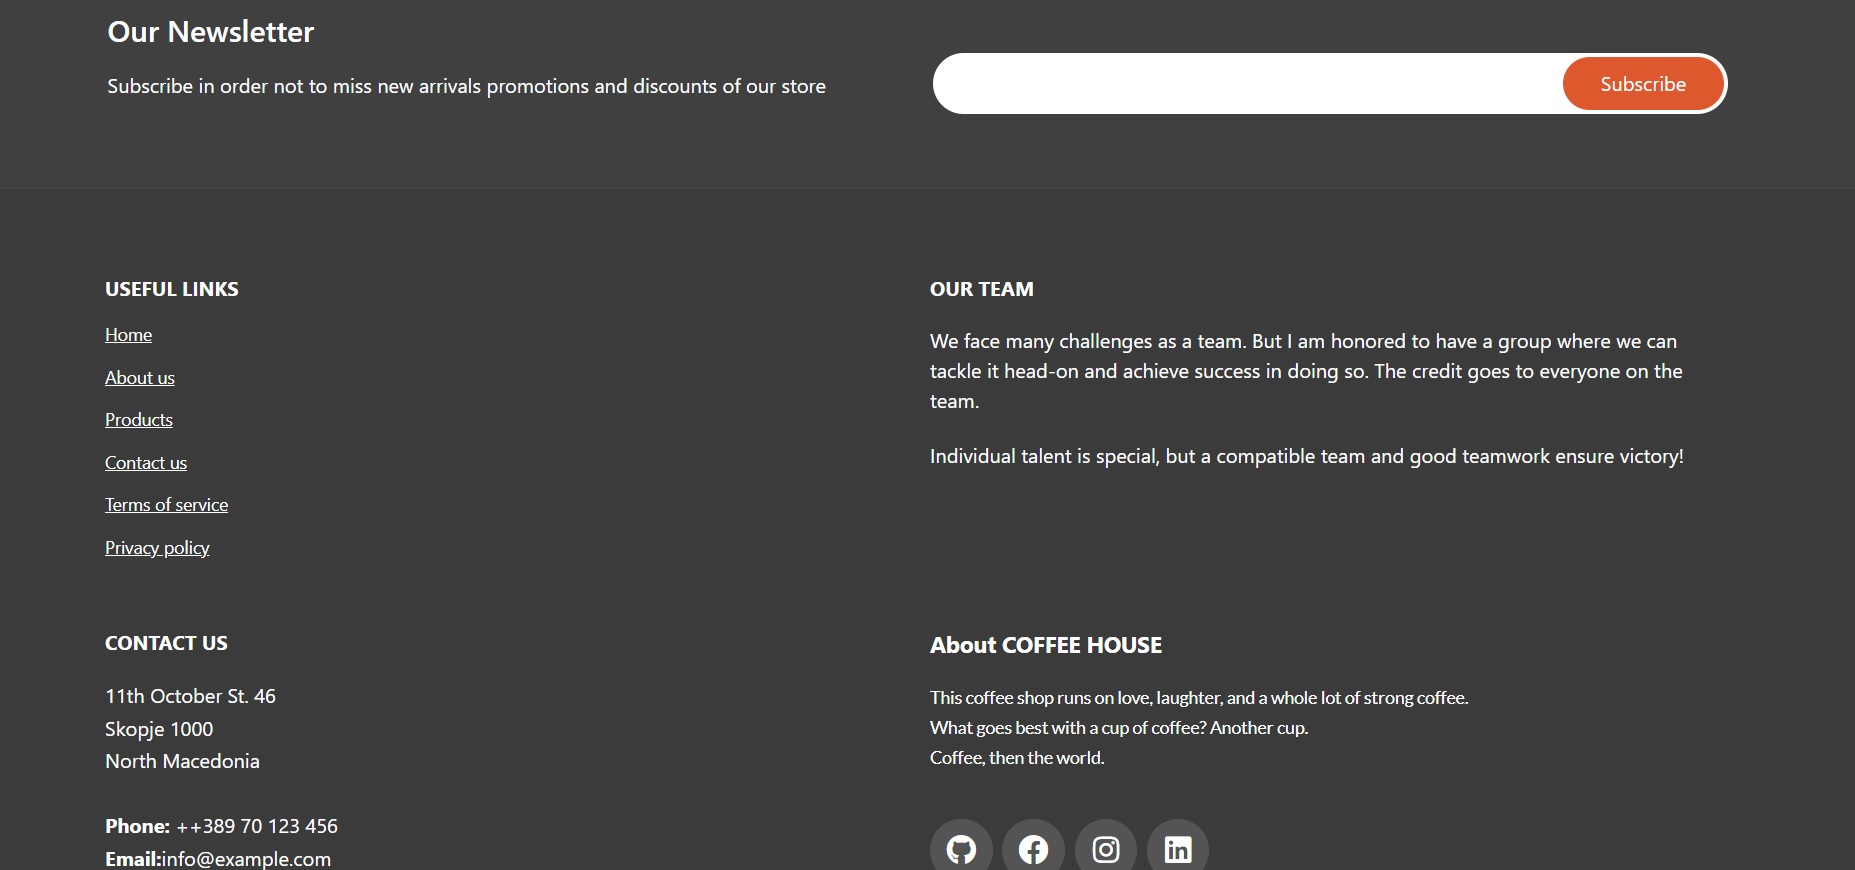 Our Newsletter
Subscribe in order not to miss new arrivals promotions and discounts of our store
Subscribe
USEFUL LINKS
Home
About us
Products
Contact us
Terms of service
Privacy policy
OUR TEAM
We face many challenges as a team. But I am honored to have a group where we can
tackle it head-on and achieve success in doing so. The credit goes to everyone on the
team.
Individual talent is special, but a compatible team and good teamwork ensure victory!
CONTACT US
11th October St. 46
Skopje 1000
North Macedonia
Phone: ++389 70 123 456
Email:info@example.com
About COFFEE HOUSE
This coffee shop runs on love, laughter, and a whole lot of strong coffee.
What goes best with a cup of coffee? Another cup.
Coffee, then the world.
in